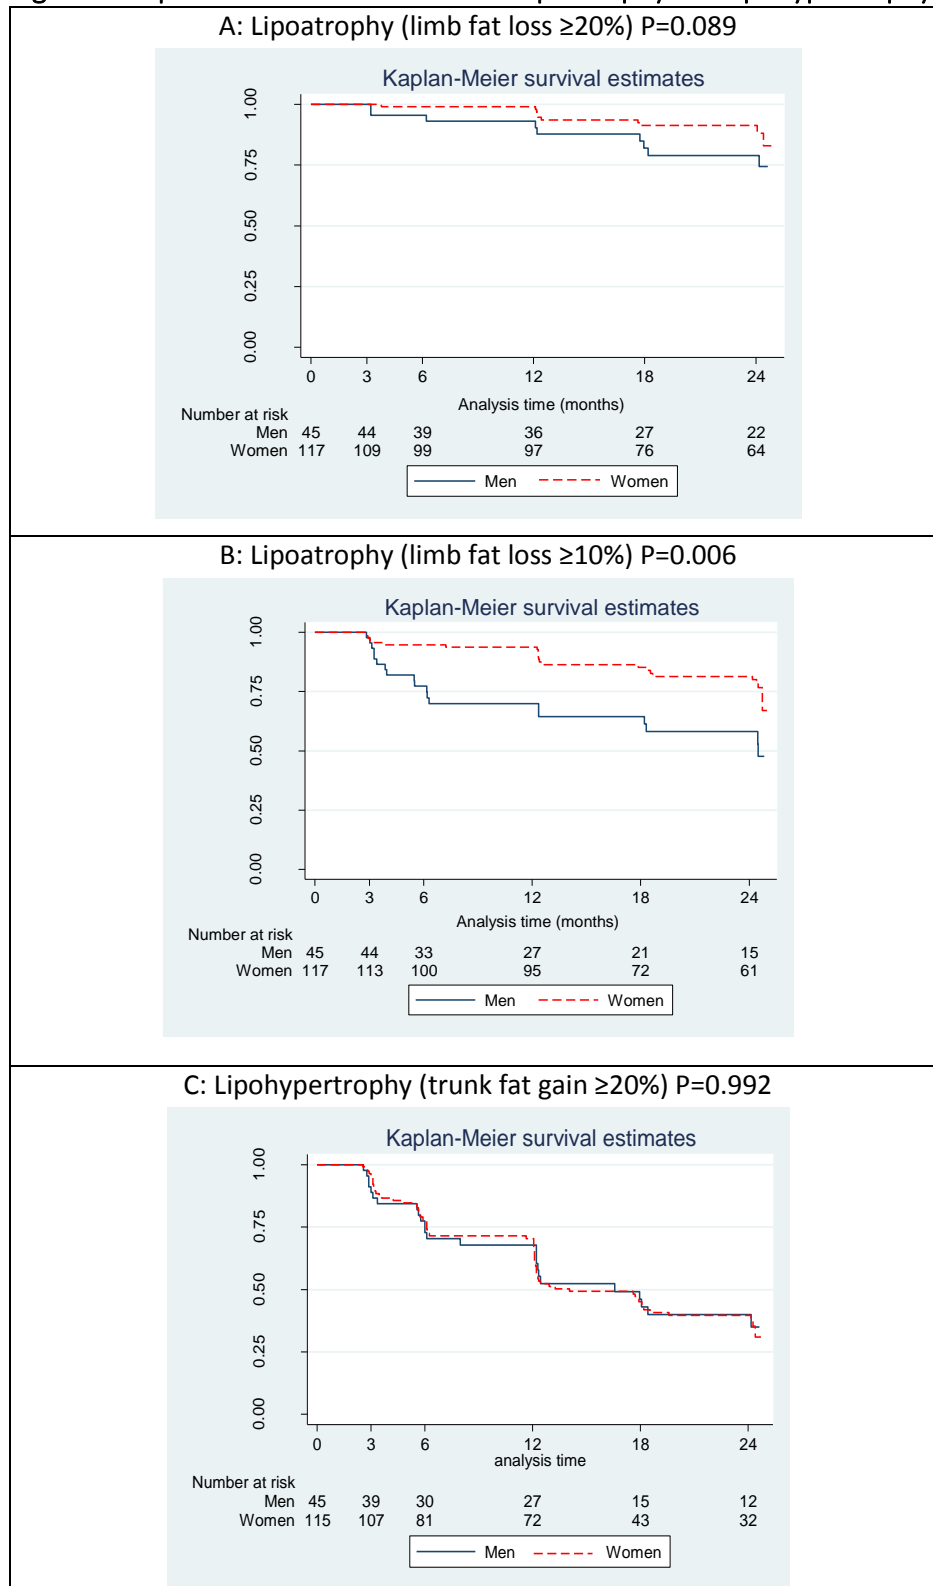 A: Lipoatrophy (limb fat loss ≥20%) P=0.089
Kaplan-Meier survival estimates
1.00
0.75
0.50
0.25
0.00
0 3 6 12 18 24
Analysis time (months)
Number at risk
Men 45 44 39 36 27 22
Women 117 109 99 97 76 64
Men Women
B: Lipoatrophy (limb fat loss ≥10%) P=0.006
Kaplan-Meier survival estimates
1.00
0.75
0.50
0.25
0.00
0 3 6 12 18 24
Analysis time (months)
Number at risk
Men 45 44 33 27 21 15
Women 117 113 100 95 72 61
Men Women
C: Lipohypertrophy (trunk fat gain ≥20%) P=0.992
Kaplan-Meier survival estimates
1.00
0.75
0.50
0.25
0.00
0 3 6 12 18 24
analysis time
Number at risk
Men 45 39 30 27 15 12
Women 115 107 81 72 43 32
Men Women